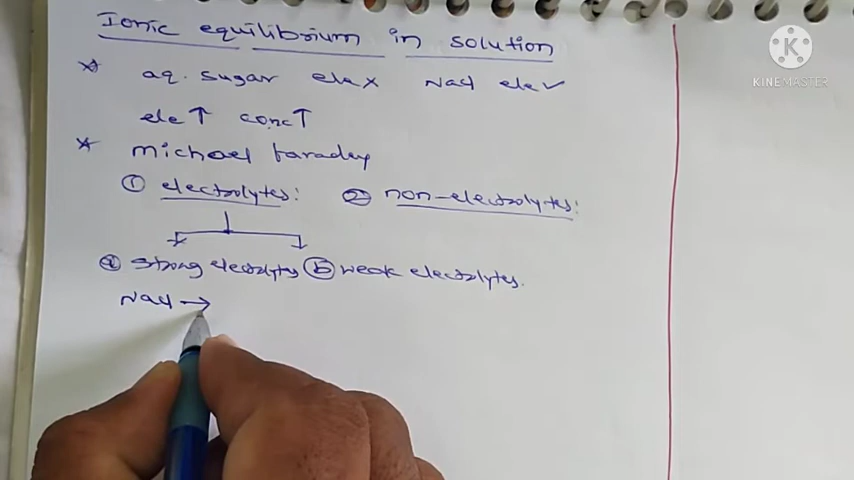 Ionic equilibrium in solution
* aq. sugar ele x NaCl ele ✓
ele ↑ conc ↑
* michael faraday
① electrolytes: ② non-electrolytes:
ⓐ strong electrolytes ⓑ weak electrolytes.
NaCl →
KINEMASTER